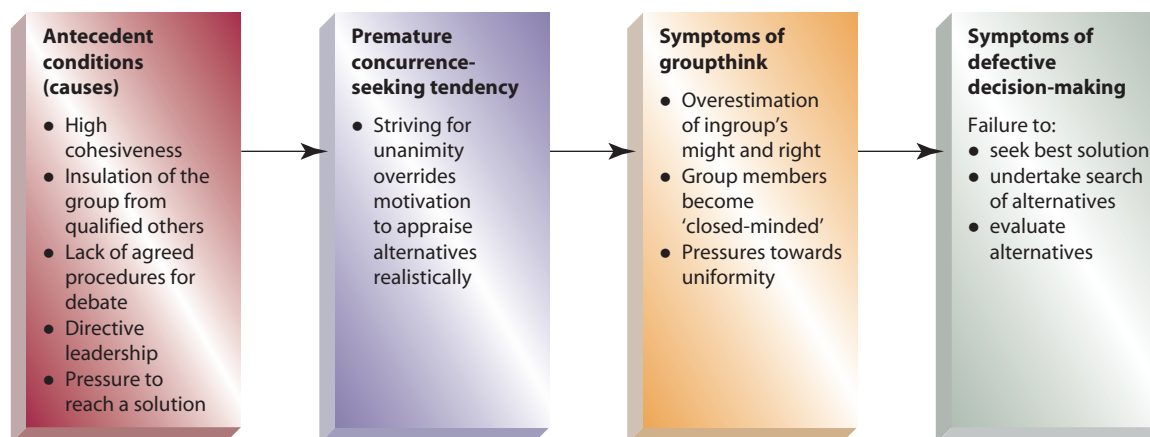 Antecedent
conditions
(causes)
● High
cohesiveness
● Insulation of the
group from
qualified others
● Lack of agreed
procedures for
debate
● Directive
leadership
● Pressure to
reach a solution
Premature
concurrence-
seeking tendency
● Striving for
unanimity
overrides
motivation
to appraise
alternatives
realistically
Symptoms of
groupthink
● Overestimation
of ingroup’s
might and right
● Group members
become
‘closed-minded’
● Pressures towards
uniformity
Symptoms of
defective
decision-making
Failure to:
● seek best solution
● undertake search
of alternatives
● evaluate
alternatives